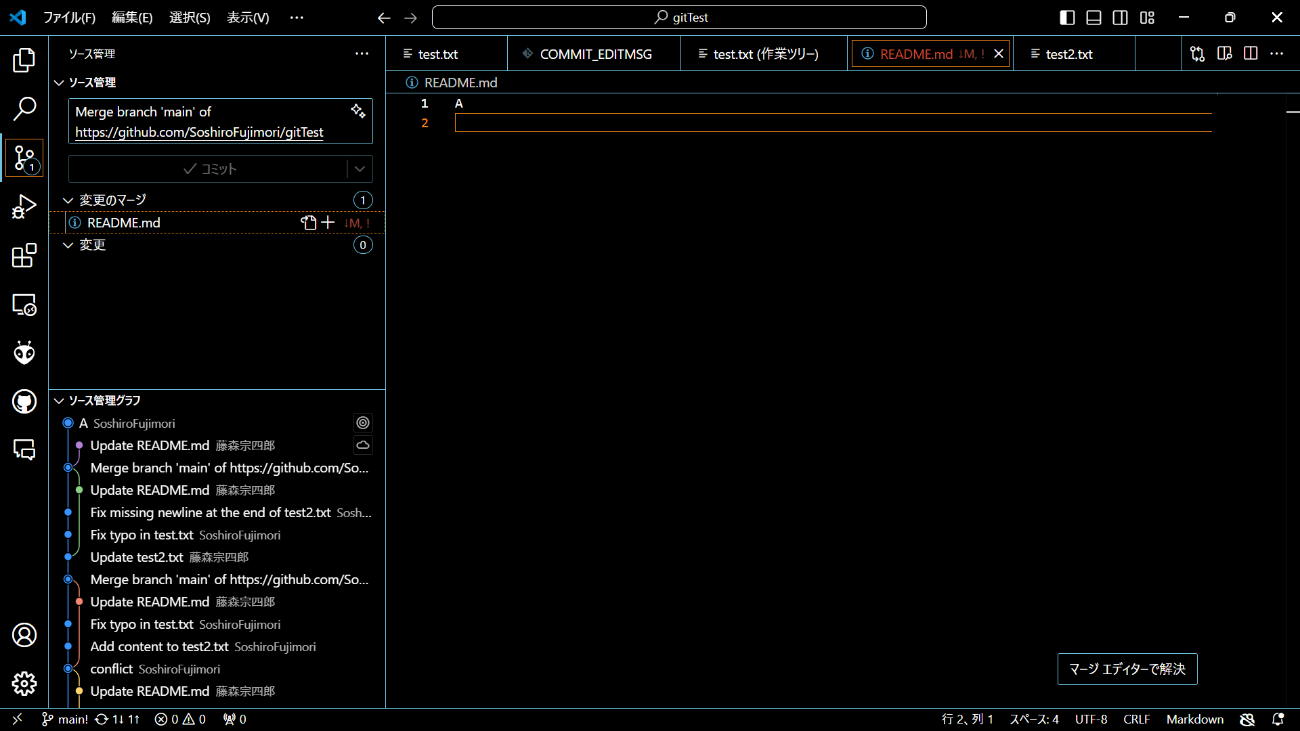 ファイル(F) 編集(E) 選択(S) 表示(V) ··· gitTest
ソース管理 ···
test.txt COMMIT_EDITMSG test.txt (作業ツリー) README.md ↓M, ! test2.txt ···
ソース管理
README.md
Merge branch 'main' of
https://github.com/SoshiroFujimori/gitTest
1 A
2
1
コミット
変更のマージ 1
README.md ↓M, !
変更 0
ソース管理グラフ
A SoshiroFujimori
Update README.md 藤森宗四郎
Merge branch 'main' of https://github.com/So...
Update README.md 藤森宗四郎
Fix missing newline at the end of test2.txt Sosh...
Fix typo in test.txt SoshiroFujimori
Update test2.txt 藤森宗四郎
Merge branch 'main' of https://github.com/So...
Update README.md 藤森宗四郎
Fix typo in test.txt SoshiroFujimori
Add content to test2.txt SoshiroFujimori
conflict SoshiroFujimori
Update README.md 藤森宗四郎
マージ エディターで解決
main! 1↓ 1↑ 0 0 0 行 2、列 1 スペース: 4 UTF-8 CRLF Markdown